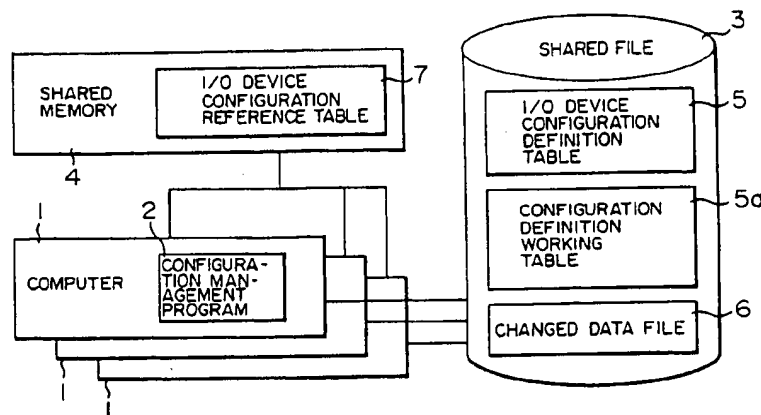 SHARED
MEMORY
4
I/O DEVICE
CONFIGURATION
REFERENCE TABLE
7
1
COMPUTER
2
CONFIGURA-
TION MAN-
AGEMENT
PROGRAM
1
1
SHARED FILE
3
I/O DEVICE
CONFIGURATION
DEFINITION
TABLE
5
CONFIGURATION
DEFINITION
WORKING
TABLE
5a
CHANGED DATA FILE
6